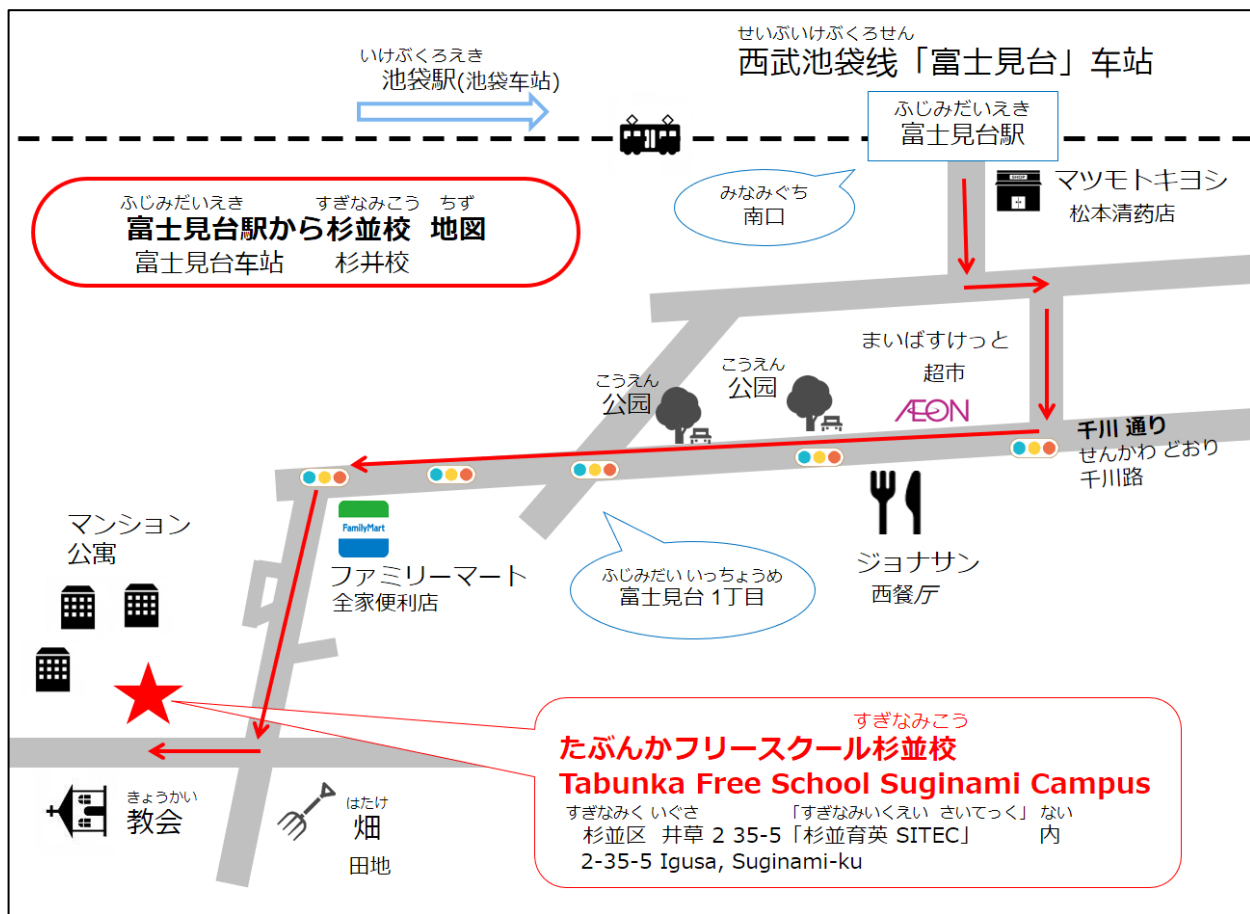 せいぶいけぶくろせん
西武池袋线「富士見台」车站
いけぶくろえき
池袋駅(池袋车站)
ふじみだいえき
富士見台駅
みなみぐち
南口
SHOP
マツモトキヨシ
松本清药店
ふじみだいえき すぎなみこう ちず
富士見台駅から杉並校 地図
富士見台车站 杉并校
まいばすけっと
超市
ÆON
こうえん
公园
こうえん
公园
千川 通り
せんかわ どおり
千川路
FamilyMart
ファミリーマート
全家便利店
マンション
公寓
ふじみだい いっちょうめ
富士見台 1丁目
ジョナサン
西餐厅
すぎなみこう
たぶんかフリースクール杉並校
Tabunka Free School Suginami Campus
すぎなみく いぐさ 「すぎなみいくえい さいてっく」 ない
杉並区 井草 2 35-5「杉並育英 SITEC」 内
2-35-5 Igusa, Suginami-ku
きょうかい
教会
はたけ
畑
田地